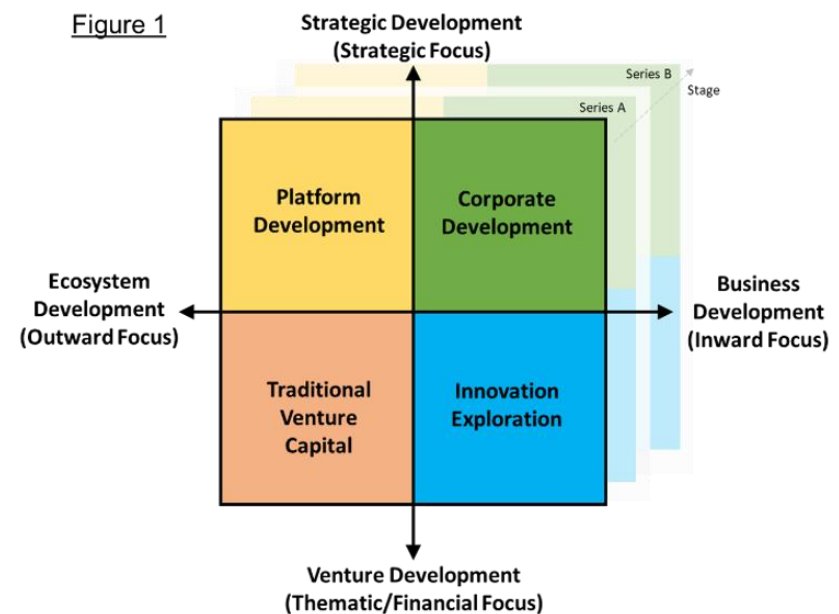 Figure 1
Strategic Development
(Strategic Focus)
Series B
Stage
Series A
Platform
Development
Corporate
Development
Ecosystem
Development
(Outward Focus)
Business
Development
(Inward Focus)
Traditional
Venture
Capital
Innovation
Exploration
Venture Development
(Thematic/Financial Focus)